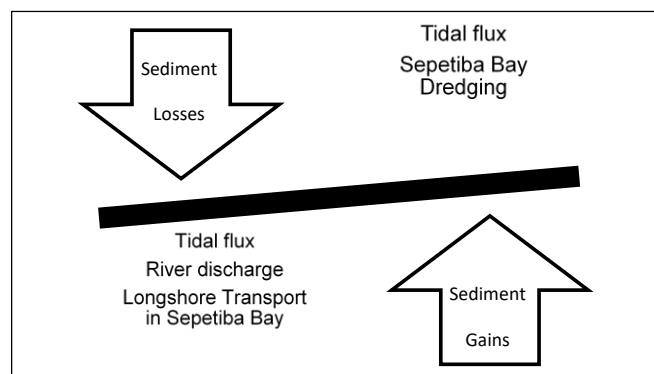 Sediment
Losses
Tidal flux
Sepetiba Bay
Dredging
Tidal flux
River discharge
Longshore Transport
in Sepetiba Bay
Sediment
Gains